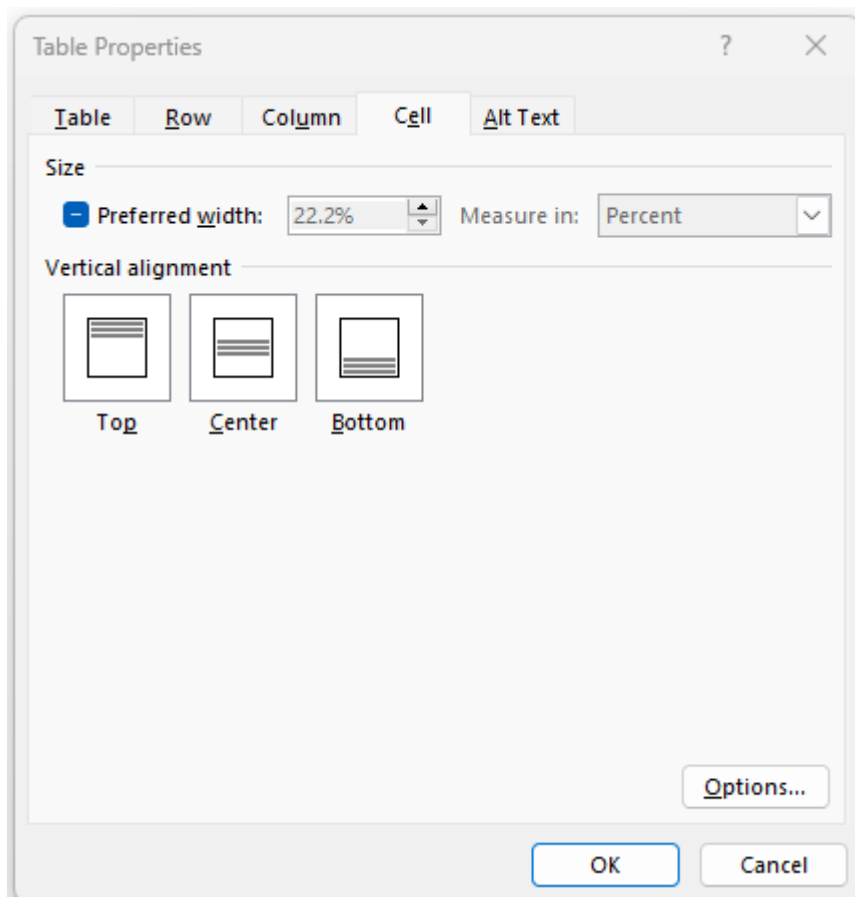 Table Properties ?
Table Row Column Cell Alt Text
Size
Preferred width: 22.2% Measure in: Percent
Vertical alignment
Top Center Bottom
Options...
OK Cancel